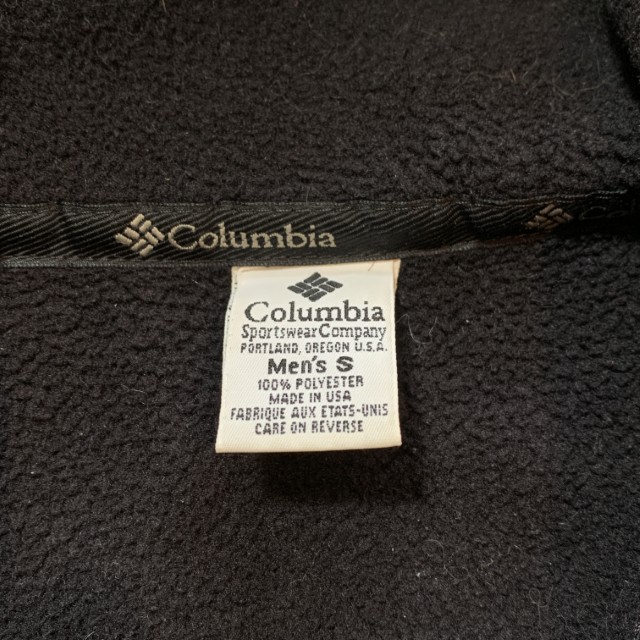 Columbia
Columbia
Sportswear Company
PORTLAND, OREGON U.S.A.
Men's S
100% POLYESTER
MADE IN USA
FABRIQUE AUX ETATS-UNIS
CARE ON REVERSE